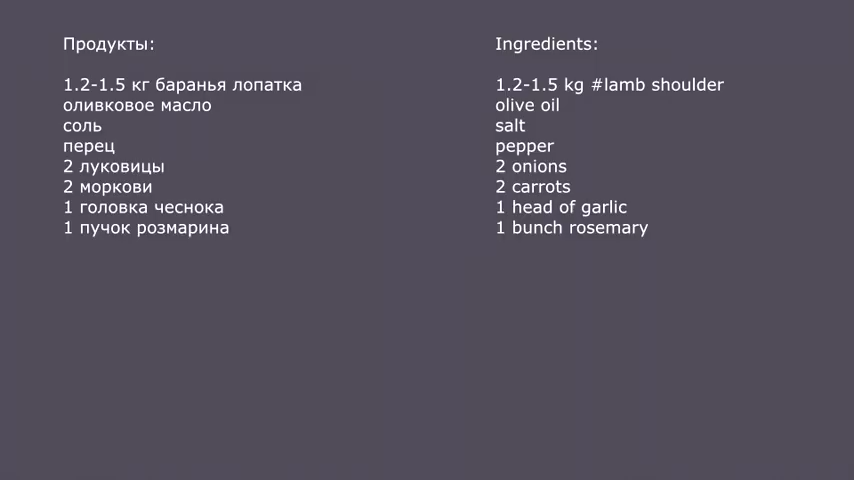 Продукты:
1.2-1.5 кг баранья лопатка
оливковое масло
соль
перец
2 луковицы
2 моркови
1 головка чеснока
1 пучок розмарина
Ingredients:
1.2-1.5 kg #lamb shoulder
olive oil
salt
pepper
2 onions
2 carrots
1 head of garlic
1 bunch rosemary